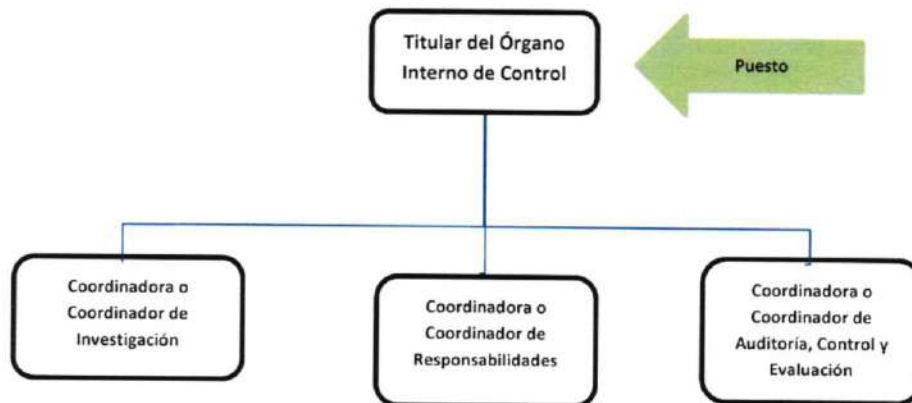 Titular del Órgano
Interno de Control
Puesto
Coordinadora o
Coordinador de
Investigación
Coordinadora o
Coordinador de
Responsabilidades
Coordinadora o
Coordinador de
Auditoría, Control y
Evaluación